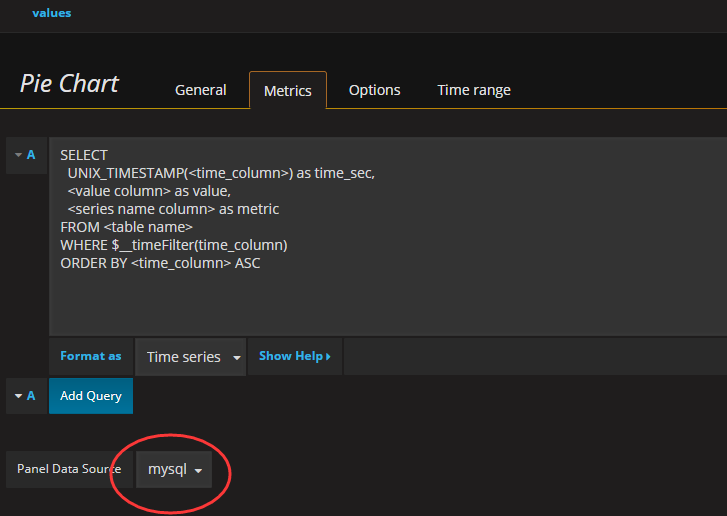 values
Pie Chart General Metrics Options Time range
A
SELECT
UNIX_TIMESTAMP(<time_column>) as time_sec,
<value column> as value,
<series name column> as metric
FROM <table name>
WHERE $__timeFilter(time_column)
ORDER BY <time_column> ASC
Format as Time series Show Help
A Add Query
Panel Data Source mysql